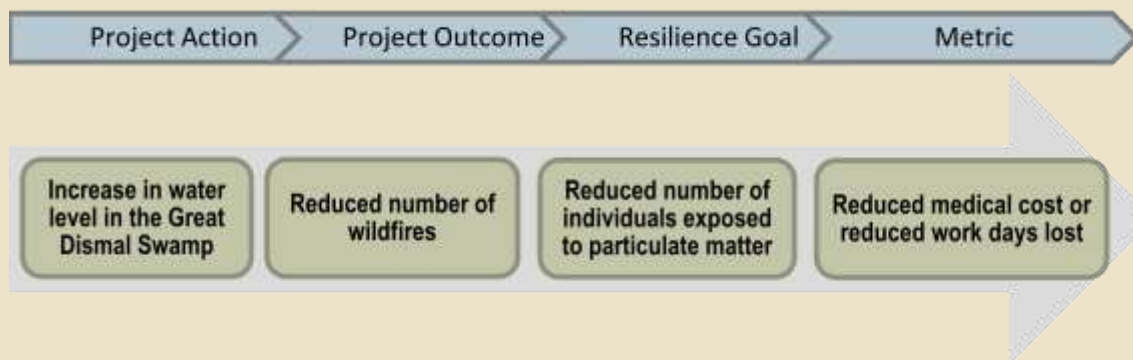 Project Action
Project Outcome
Resilience Goal
Metric
Increase in water
level in the Great
Dismal Swamp
Reduced number of
wildfires
Reduced number of
individuals exposed
to particulate matter
Reduced medical cost or
reduced work days lost